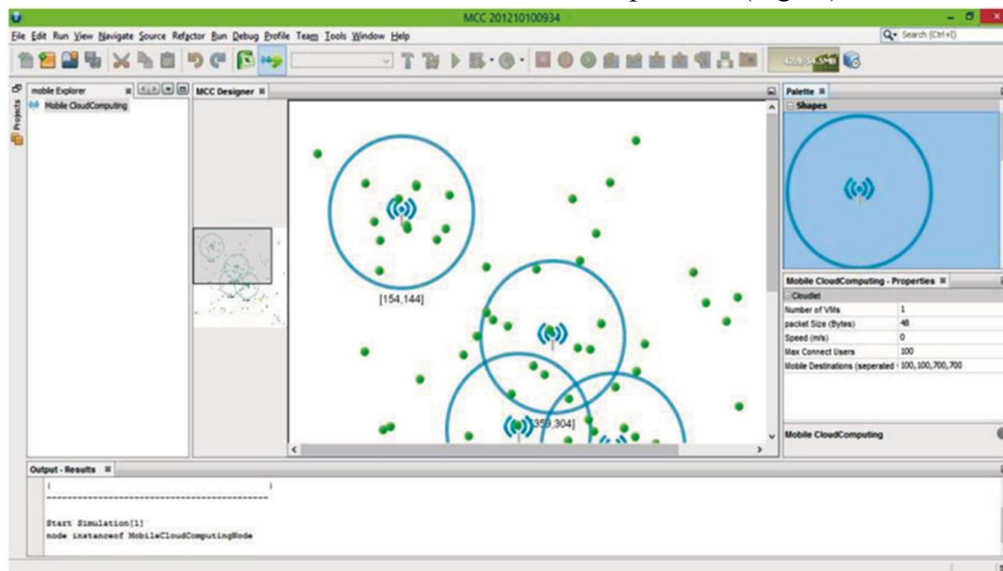 MCC 201210100934
File Edit Run View Navigate Source Refactor Run Debug Profile Team Tools Window Help
Search (Ctrl+I)
mobile Explorer
MCC Designer
Palette
Projects
Mobile CloudComputing
Shapes
[154,144]
359,304]
Mobile CloudComputing - Properties
Cloudlet
Number of VMs 1
packet Size (Bytes) 48
Speed (m/s) 0
Max Connect Users 100
Mobile Destinations (seperated 100,100,700,700
Mobile CloudComputing
Output - Results
Start Simulation[1]
node instanceof MobileCloudComputingNode